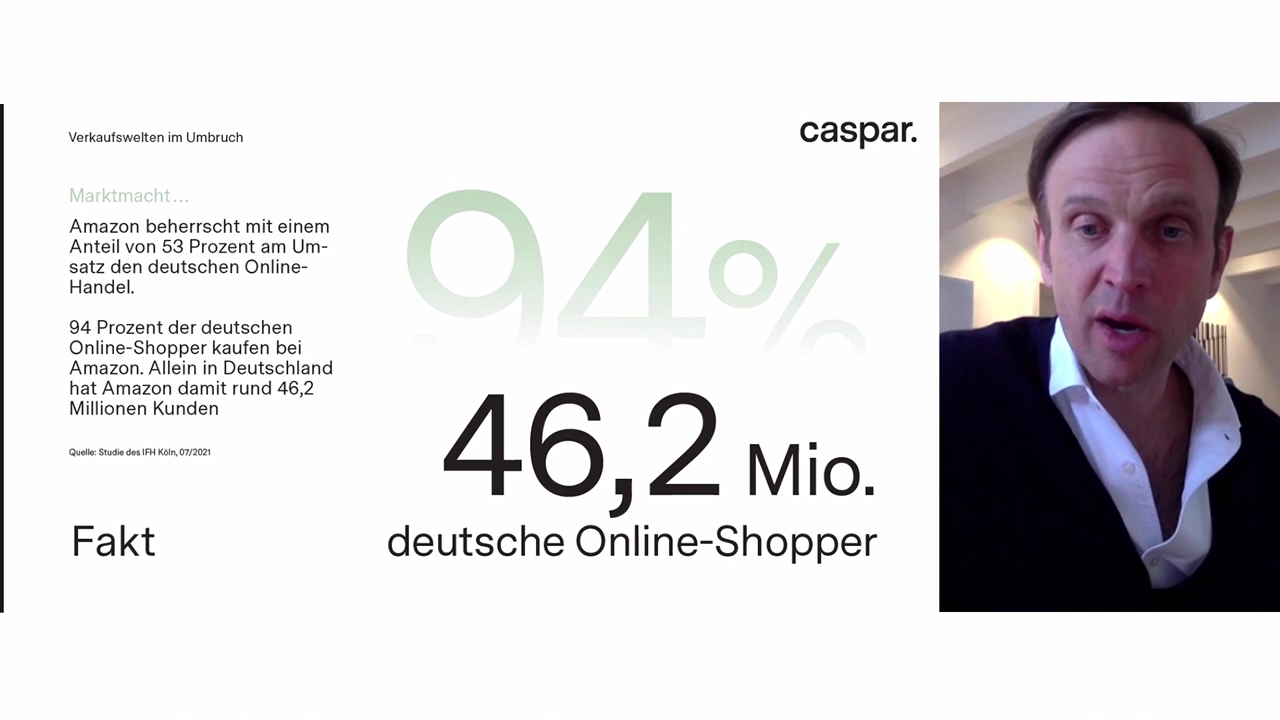 Verkaufswelten im Umbruch
caspar.
Marktmacht...
Amazon beherrscht mit einem
Anteil von 53 Prozent am Um-
satz den deutschen Online-
Handel.
94 Prozent der deutschen
Online-Shopper kaufen bei
Amazon. Allein in Deutschland
hat Amazon damit rund 46,2
Millionen Kunden
Quelle: Studie des IFH Köln, 07/2021
Fakt
94%
46,2 Mio.
deutsche Online-Shopper